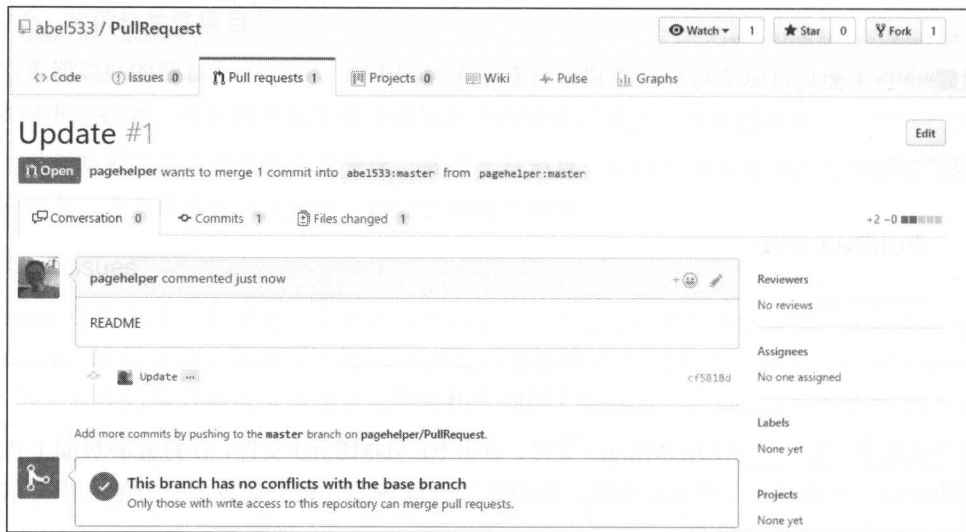 abel533 / PullRequest
Watch 1 Star 0 Fork 1
Code Issues 0 Pull requests 1 Projects 0 Wiki Pulse Graphs
Update #1
Edit
Open pagehelper wants to merge 1 commit into abel533:master from pagehelper:master
Conversation 0 Commits 1 Files changed 1
+2 −0
pagehelper commented just now
README
Update ...
cf5818d
Add more commits by pushing to the master branch on pagehelper/PullRequest.
This branch has no conflicts with the base branch
Only those with write access to this repository can merge pull requests.
Reviewers
No reviews
Assignees
No one assigned
Labels
None yet
Projects
None yet